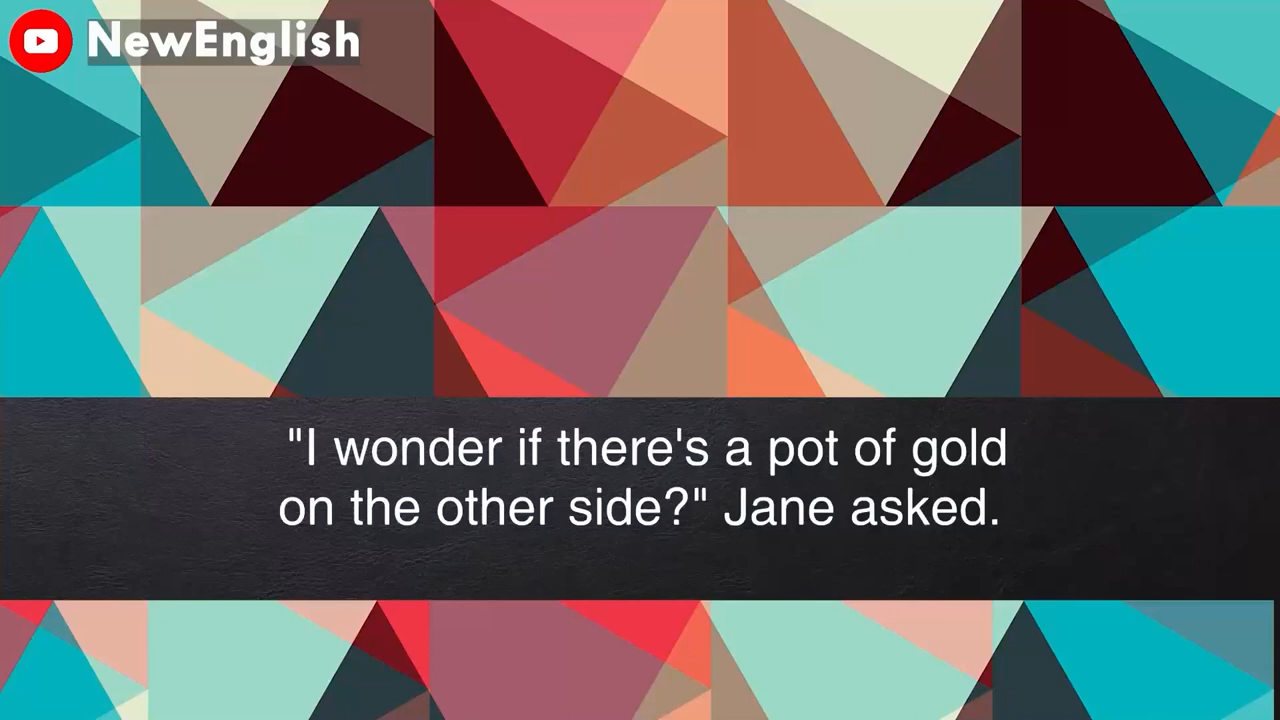 NewEnglish
"I wonder if there's a pot of gold
on the other side?" Jane asked.